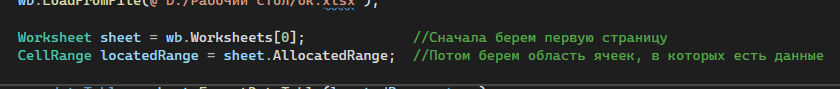 wb.LoadFromFile(@"D:/Рабочий стол/ок.xlsx");
Worksheet sheet = wb.Worksheets[0]; //Сначала берем первую страницу
CellRange locatedRange = sheet.AllocatedRange; //Потом берем область ячеек, в которых есть данные